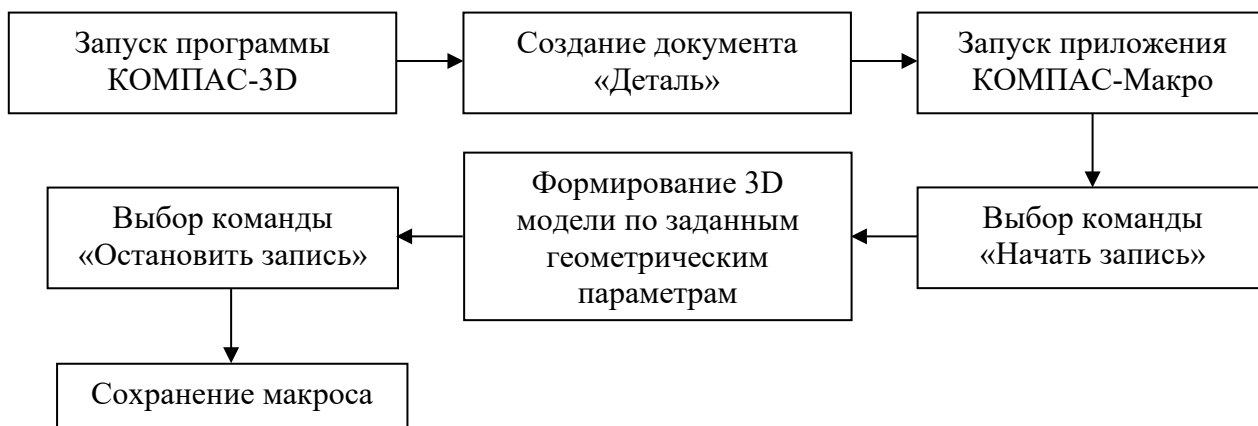 Запуск программы
КОМПАС-3D
Создание документа
«Деталь»
Запуск приложения
КОМПАС-Макро
Выбор команды
«Начать запись»
Формирование 3D
модели по заданным
геометрическим
параметрам
Выбор команды
«Остановить запись»
Сохранение макроса